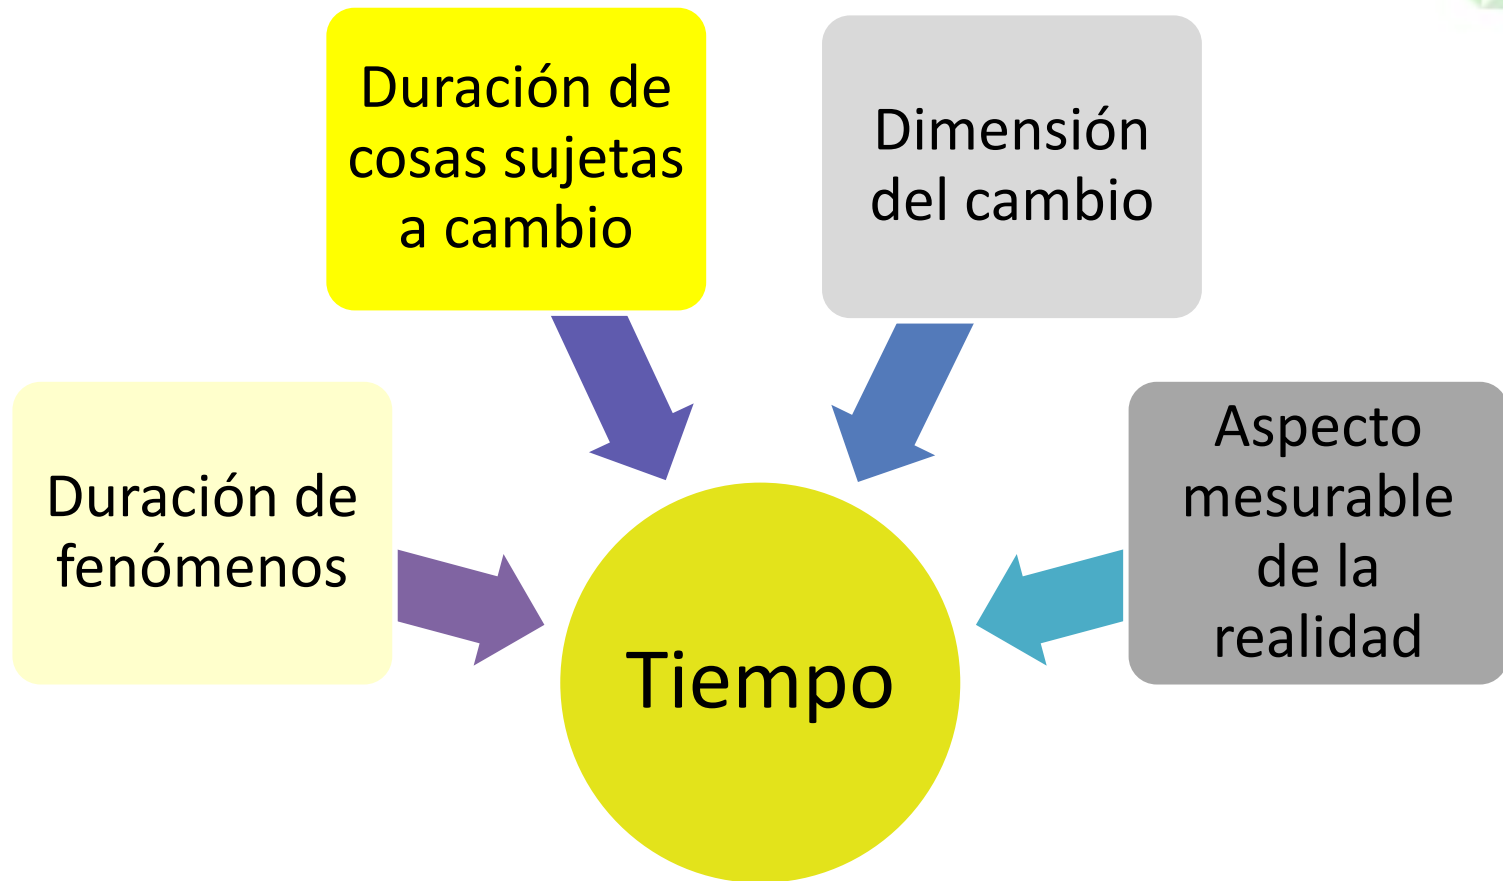 Duración de
cosas sujetas
a cambio
Dimensión
del cambio
Duración de
fenómenos
Aspecto
mesurable
de la
realidad
Tiempo